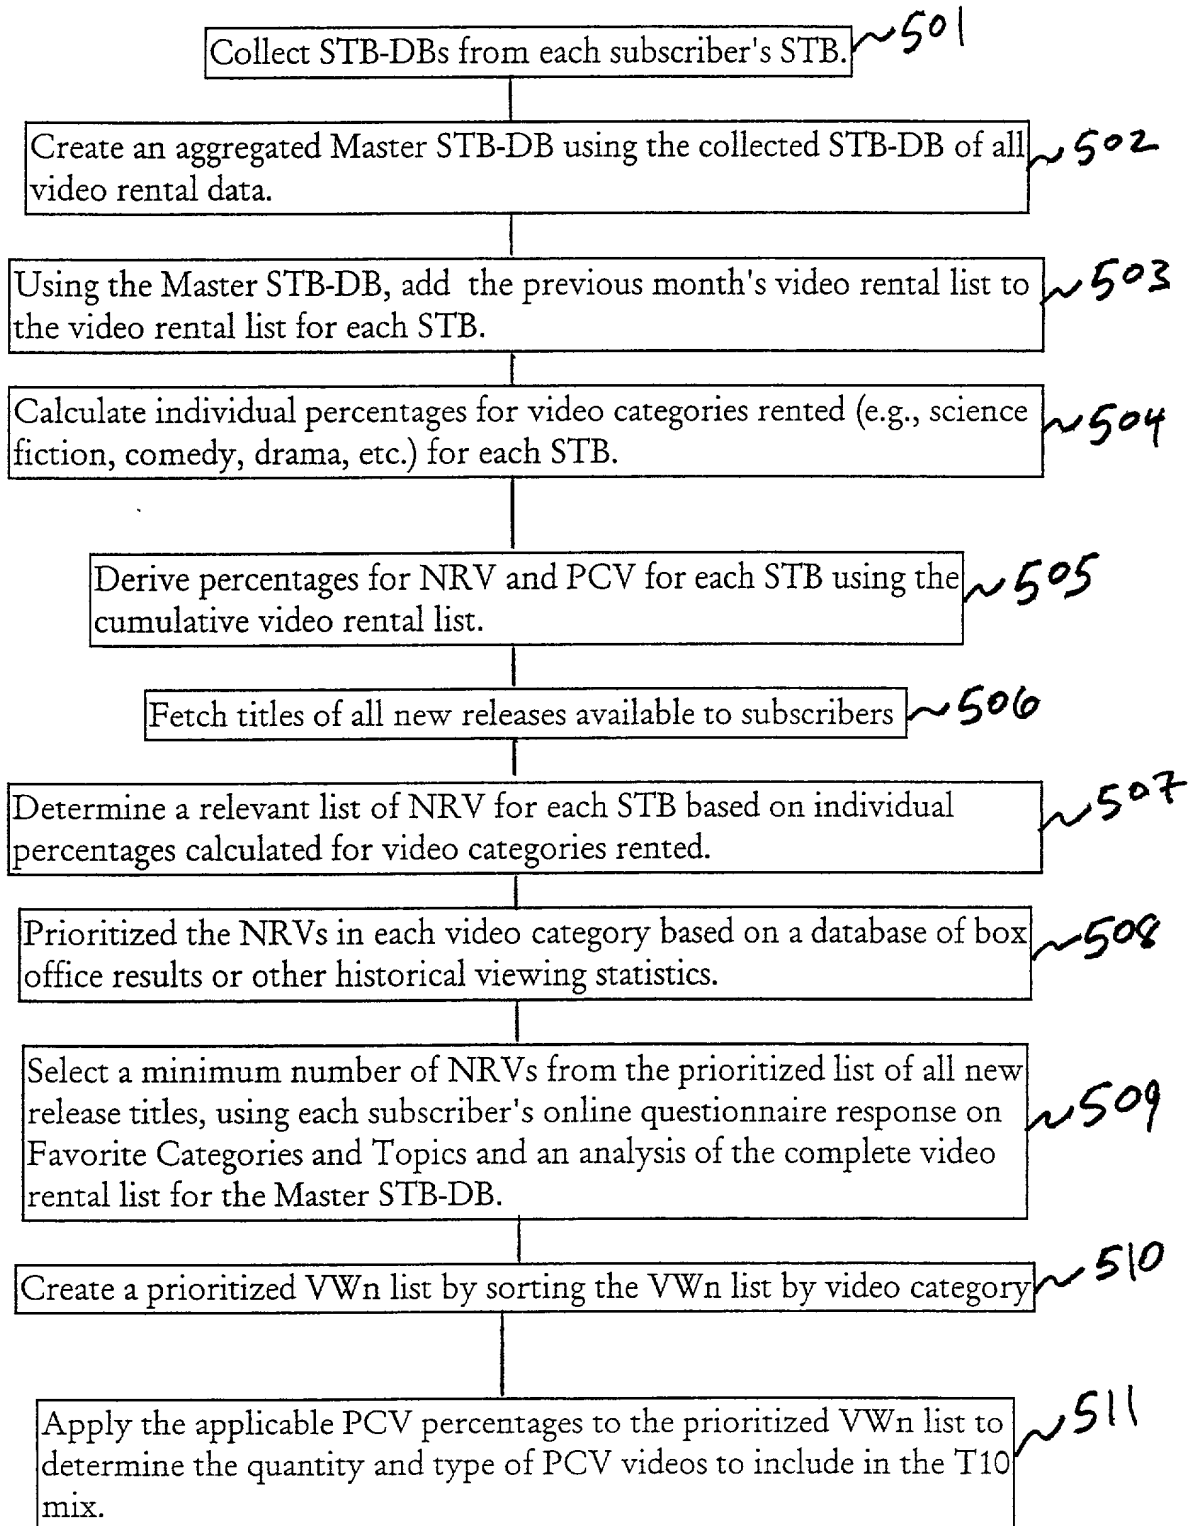 Collect STB-DBs from each subscriber's STB. 501
Create an aggregated Master STB-DB using the collected STB-DB of all 502
video rental data.
Using the Master STB-DB, add the previous month's video rental list to 503
the video rental list for each STB.
Calculate individual percentages for video categories rented (e.g., science 504
fiction, comedy, drama, etc.) for each STB.
Derive percentages for NRV and PCV for each STB using the 505
cumulative video rental list.
Fetch titles of all new releases available to subscribers 506
Determine a relevant list of NRV for each STB based on individual 507
percentages calculated for video categories rented.
Prioritized the NRVs in each video category based on a database of box 508
office results or other historical viewing statistics.
Select a minimum number of NRVs from the prioritized list of all new
release titles, using each subscriber's online questionnaire response on 509
Favorite Categories and Topics and an analysis of the complete video
rental list for the Master STB-DB.
Create a prioritized VWn list by sorting the VWn list by video category 510
Apply the applicable PCV percentages to the prioritized VWn list to 511
determine the quantity and type of PCV videos to include in the T10
mix.